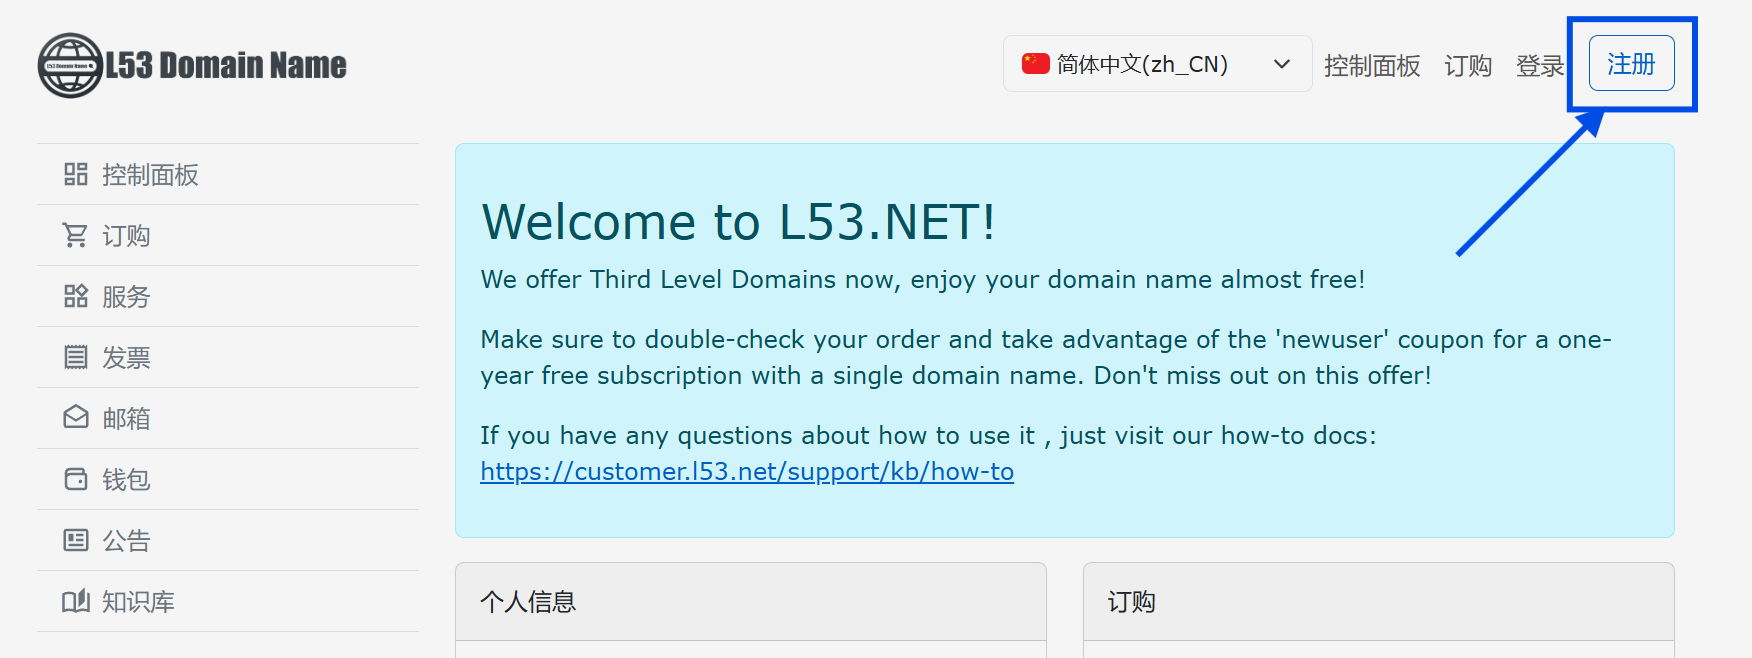 L53 Domain Name
L53 Domain Name
简体中文(zh_CN)
控制面板
订购
登录
注册
控制面板
订购
服务
发票
邮箱
钱包
公告
知识库
Welcome to L53.NET!
We offer Third Level Domains now, enjoy your domain name almost free!
Make sure to double-check your order and take advantage of the 'newuser' coupon for a one-
year free subscription with a single domain name. Don't miss out on this offer!
If you have any questions about how to use it , just visit our how-to docs:
https://customer.l53.net/support/kb/how-to
个人信息
订购